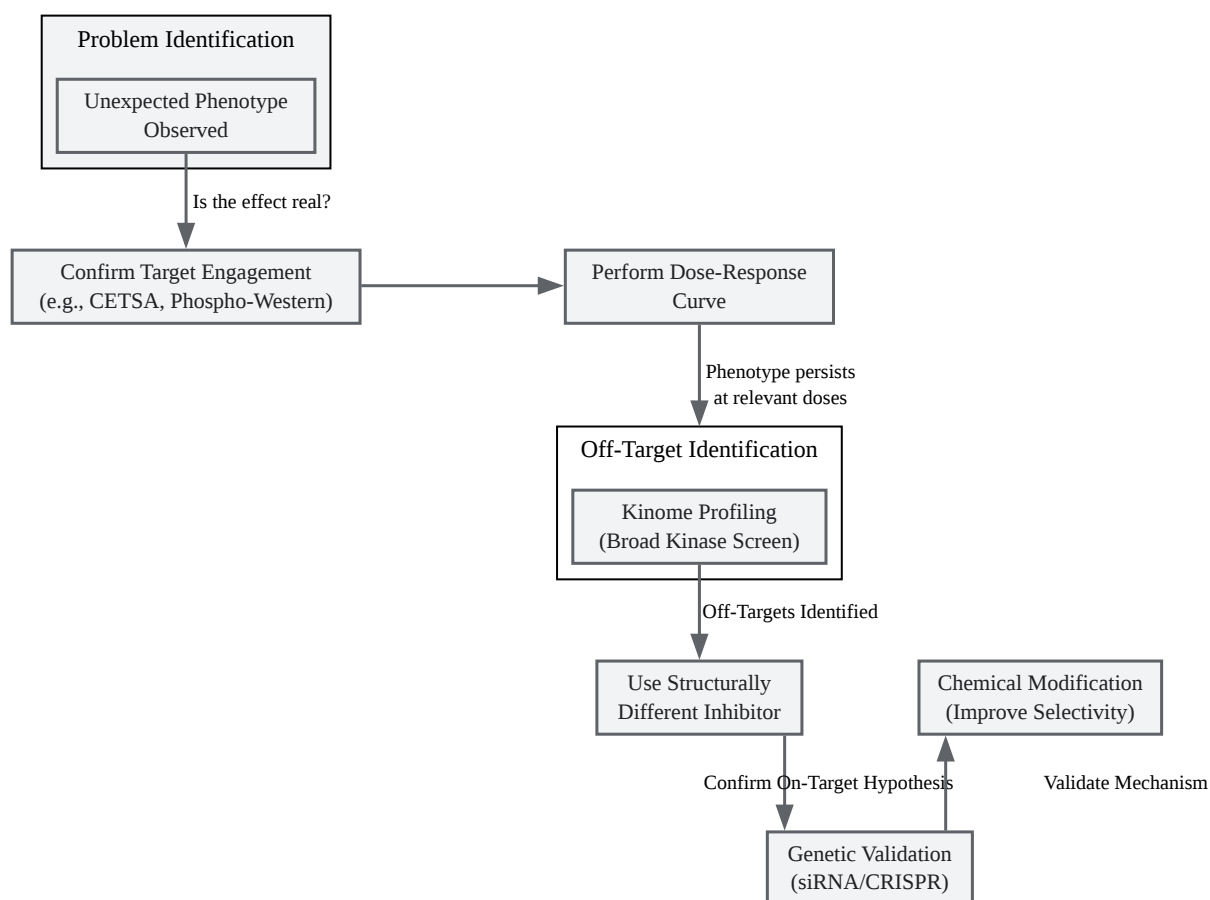 Problem Identification
Unexpected Phenotype
Observed
Is the effect real?
Confirm Target Engagement
(e.g., CETSA, Phospho-Western)
Perform Dose-Response
Curve
Phenotype persists
at relevant doses
Off-Target Identification
Kinome Profiling
(Broad Kinase Screen)
Off-Targets Identified
Use Structurally
Different Inhibitor
Chemical Modification
(Improve Selectivity)
Confirm On-Target Hypothesis
Validate Mechanism
Genetic Validation
(siRNA/CRISPR)